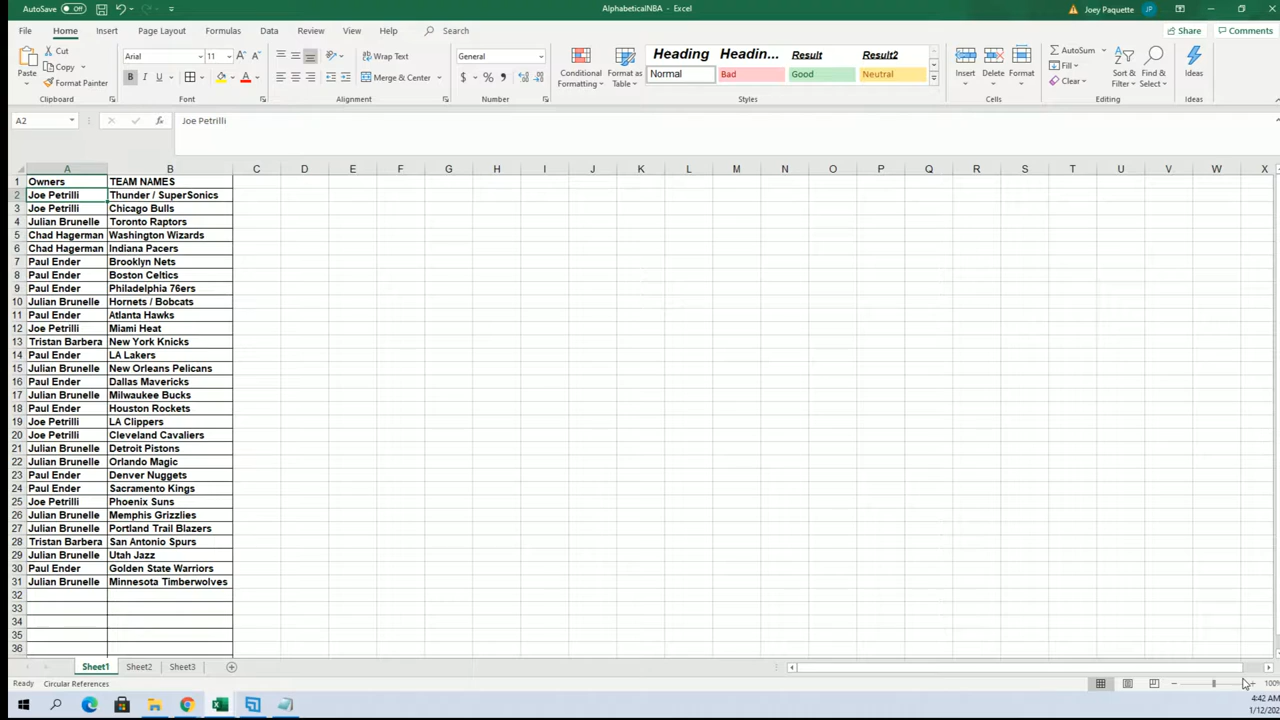 AutoSave Off AlphabeticalNBA - Excel Joey Paquette JP
File Home Insert Page Layout Formulas Data Review View Help Search Share Comments
Paste Cut Copy Format Painter Clipboard
Arial 11 B I U A Font
Wrap Text Merge & Center Alignment
General $ % Number
Conditional Formatting Format as Table
Heading Headin... Result Result2
Normal Bad Good Neutral
Styles
Insert Delete Format Cells
AutoSum Fill Clear Sort & Filter Find & Select Editing
Ideas Ideas
A2 fx Joe Petrilli
A B C D E F G H I J K L M N O P Q R S T U V W X
1 Owners TEAM NAMES
2 Joe Petrilli Thunder / SuperSonics
3 Joe Petrilli Chicago Bulls
4 Julian Brunelle Toronto Raptors
5 Chad Hagerman Washington Wizards
6 Chad Hagerman Indiana Pacers
7 Paul Ender Brooklyn Nets
8 Paul Ender Boston Celtics
9 Paul Ender Philadelphia 76ers
10 Julian Brunelle Hornets / Bobcats
11 Paul Ender Atlanta Hawks
12 Joe Petrilli Miami Heat
13 Tristan Barbera New York Knicks
14 Paul Ender LA Lakers
15 Julian Brunelle New Orleans Pelicans
16 Paul Ender Dallas Mavericks
17 Julian Brunelle Milwaukee Bucks
18 Paul Ender Houston Rockets
19 Joe Petrilli LA Clippers
20 Joe Petrilli Cleveland Cavaliers
21 Julian Brunelle Detroit Pistons
22 Julian Brunelle Orlando Magic
23 Paul Ender Denver Nuggets
24 Paul Ender Sacramento Kings
25 Joe Petrilli Phoenix Suns
26 Julian Brunelle Memphis Grizzlies
27 Julian Brunelle Portland Trail Blazers
28 Tristan Barbera San Antonio Spurs
29 Julian Brunelle Utah Jazz
30 Paul Ender Golden State Warriors
31 Julian Brunelle Minnesota Timberwolves
32
33
34
35
36
Sheet1 Sheet2 Sheet3
Ready Circular References 100%
4:42 AM
1/12/202